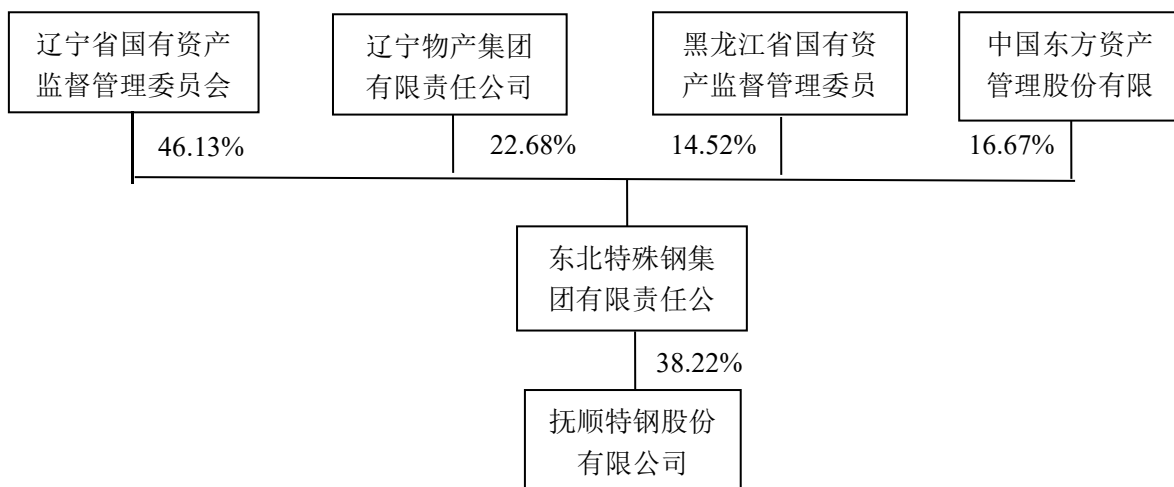 辽宁省国有资产
监督管理委员会
辽宁物产集团
有限责任公司
黑龙江省国有资
产监督管理委员
中国东方资产
管理股份有限
46.13%
22.68%
14.52%
16.67%
东北特殊钢集
团有限责任公
38.22%
抚顺特钢股份
有限公司